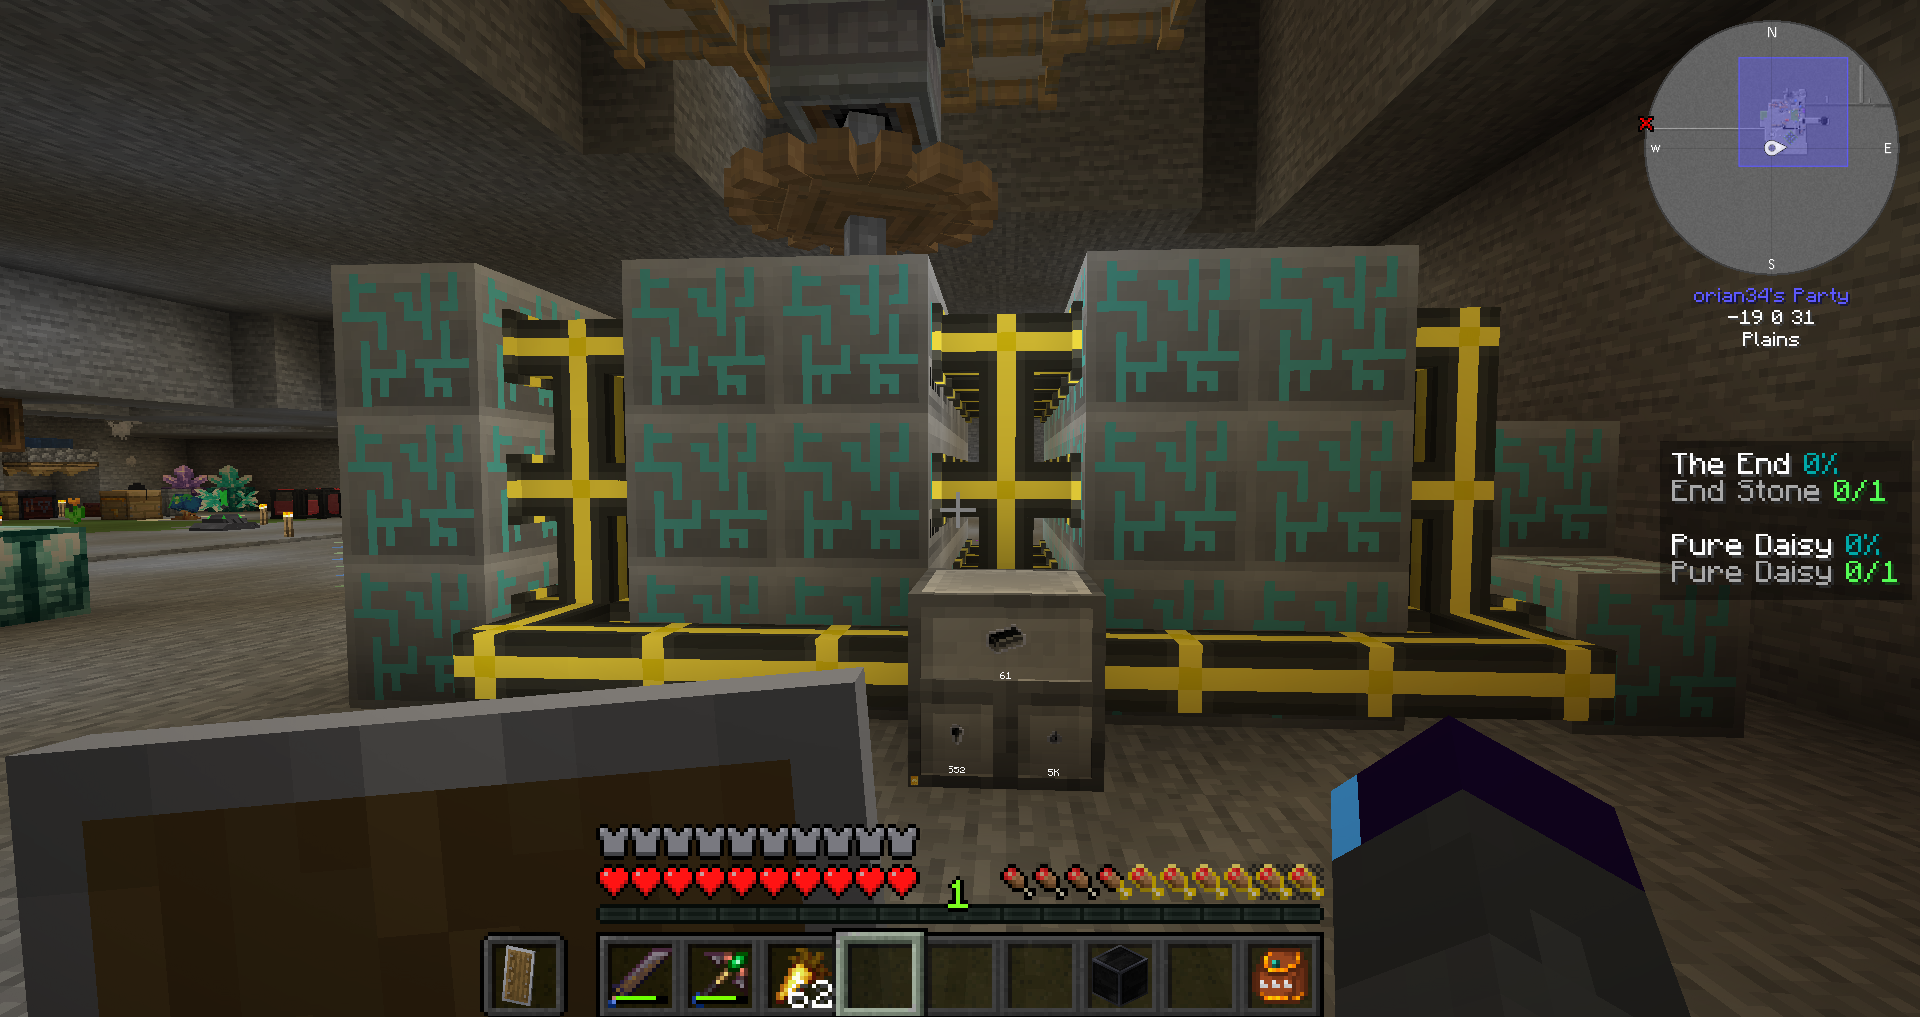 N
W
E
S
orian34's Party
-19 0 31
Plains
The End 0%
End Stone 0/1
Pure Daisy 0%
Pure Daisy 0/1
61
552
5K
1
62